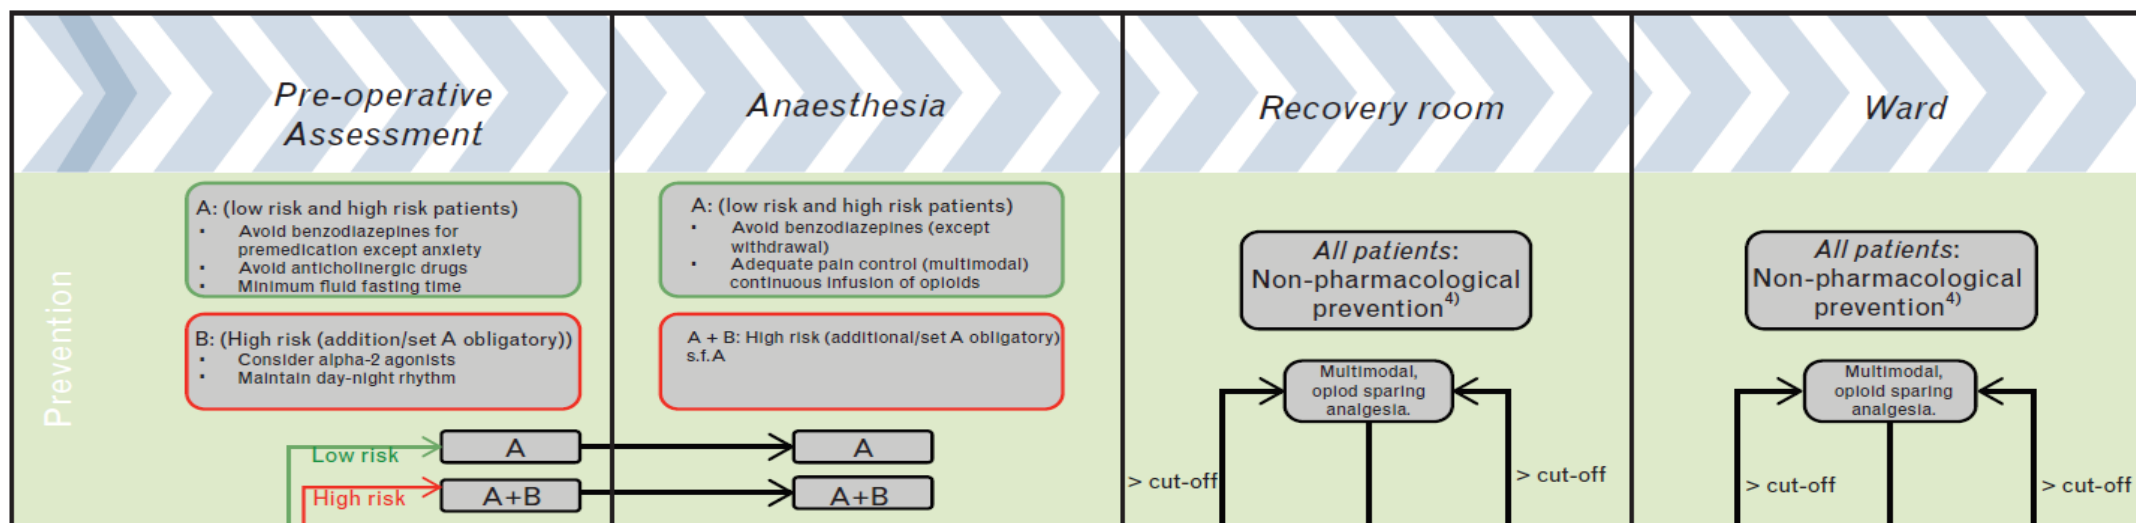 Pre-operative
Assessment
Anaesthesia
Recovery room
Ward
Prevention
A: (low risk and high risk patients)
▪ Avoid benzodiazepines for
premedication except anxiety
▪ Avoid anticholinergic drugs
▪ Minimum fluid fasting time
B: (High risk (addition/set A obligatory))
▪ Consider alpha-2 agonists
▪ Maintain day-night rhythm
Low risk
A
High risk
A+B
A: (low risk and high risk patients)
▪ Avoid benzodiazepines (except
withdrawal)
▪ Adequate pain control (multimodal)
continuous infusion of opioids
A + B: High risk (additional/set A obligatory)
s.f.A
A
A+B
All patients:
Non-pharmacological
prevention4)
Multimodal,
opiod sparing
analgesia.
> cut-off
> cut-off
All patients:
Non-pharmacological
prevention4)
Multimodal,
opioid sparing
analgesia.
> cut-off
> cut-off